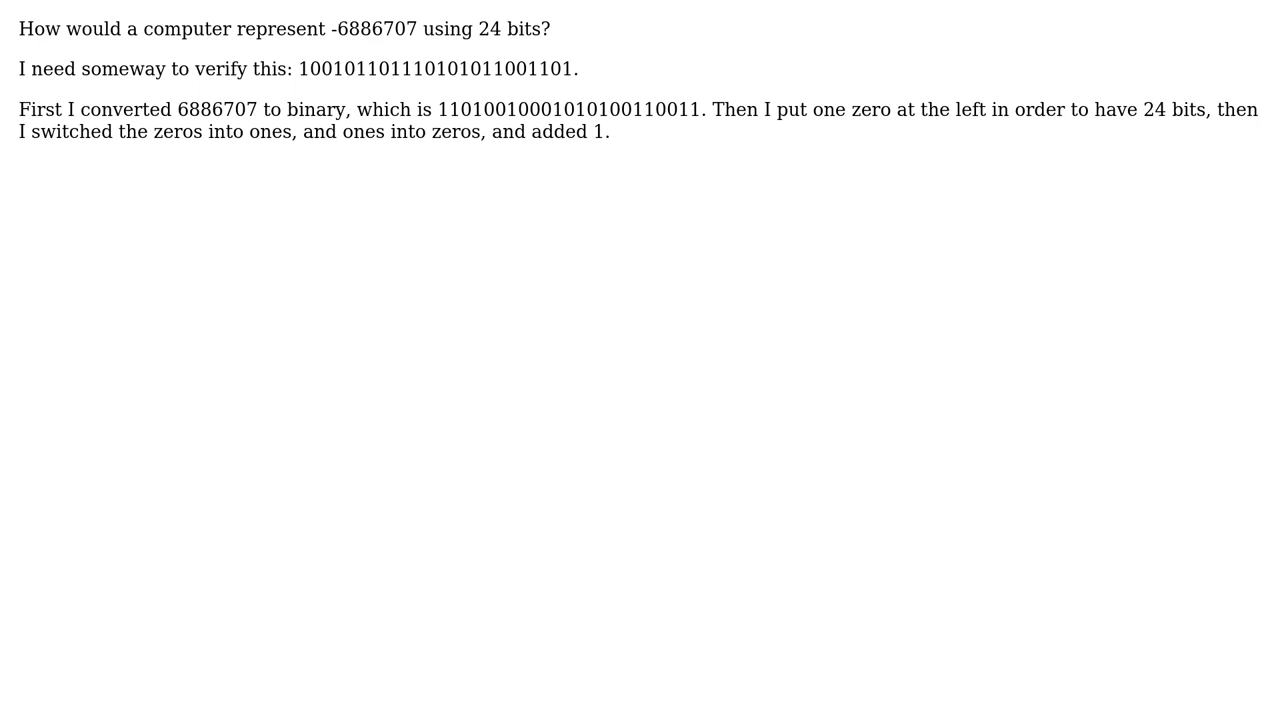 How would a computer represent -6886707 using 24 bits?
I need someway to verify this: 100101101110101011001101.
First I converted 6886707 to binary, which is 11010010001010100110011. Then I put one zero at the left in order to have 24 bits, then
I switched the zeros into ones, and ones into zeros, and added 1.